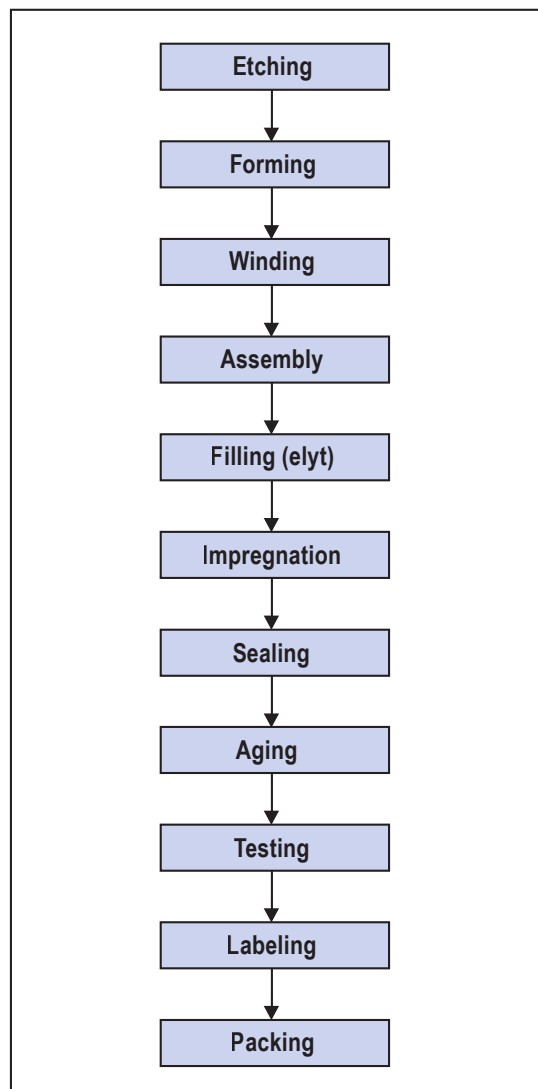 Etching
Forming
Winding
Assembly
Filling (elyt)
Impregnation
Sealing
Aging
Testing
Labeling
Packing